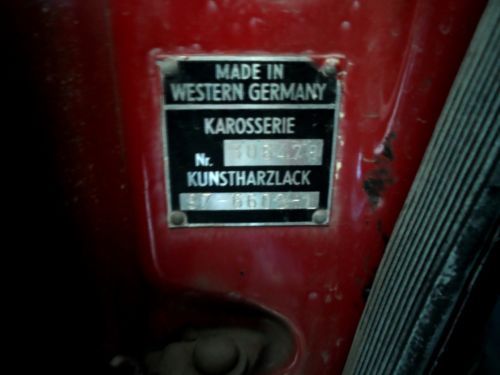 MADE IN
WESTERN GERMANY
KAROSSERIE
Nr.
KUNSTHARZLACK